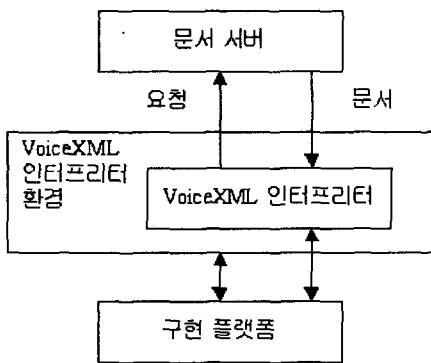 문서 서버
요청
문서
VoiceXML
인터프리터
환경
VoiceXML 인터프리터
구현 플랫폼